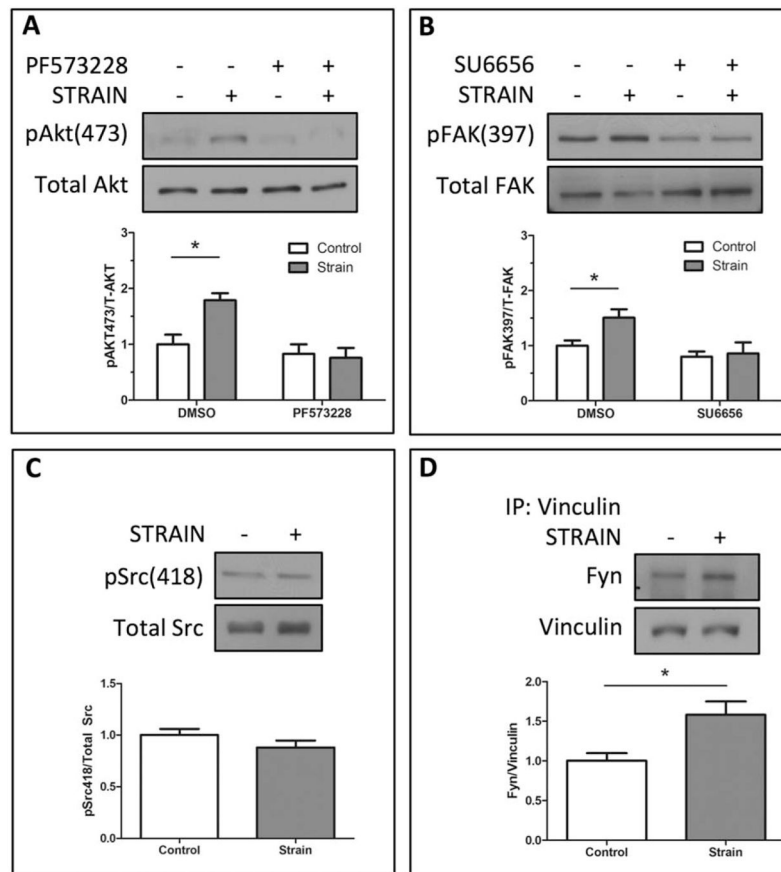 A
PF573228 - - + +
STRAIN - + - +
pAkt(473)
Total Akt
pAKT473/T-AKT
3
2
1
0
*
Control
Strain
DMSO PF573228
B
SU6656 - - + +
STRAIN - + - +
pFAK(397)
Total FAK
pFAK397/T-FAK
3
2
1
0
*
Control
Strain
DMSO SU6656
C
STRAIN - +
pSrc(418)
Total Src
pSrc418/Total Src
1.5
1.0
0.5
0.0
Control Strain
D
IP: Vinculin
STRAIN - +
Fyn
Vinculin
Fyn/Vinculin
2.0
1.5
1.0
0.5
0.0
*
Control Strain